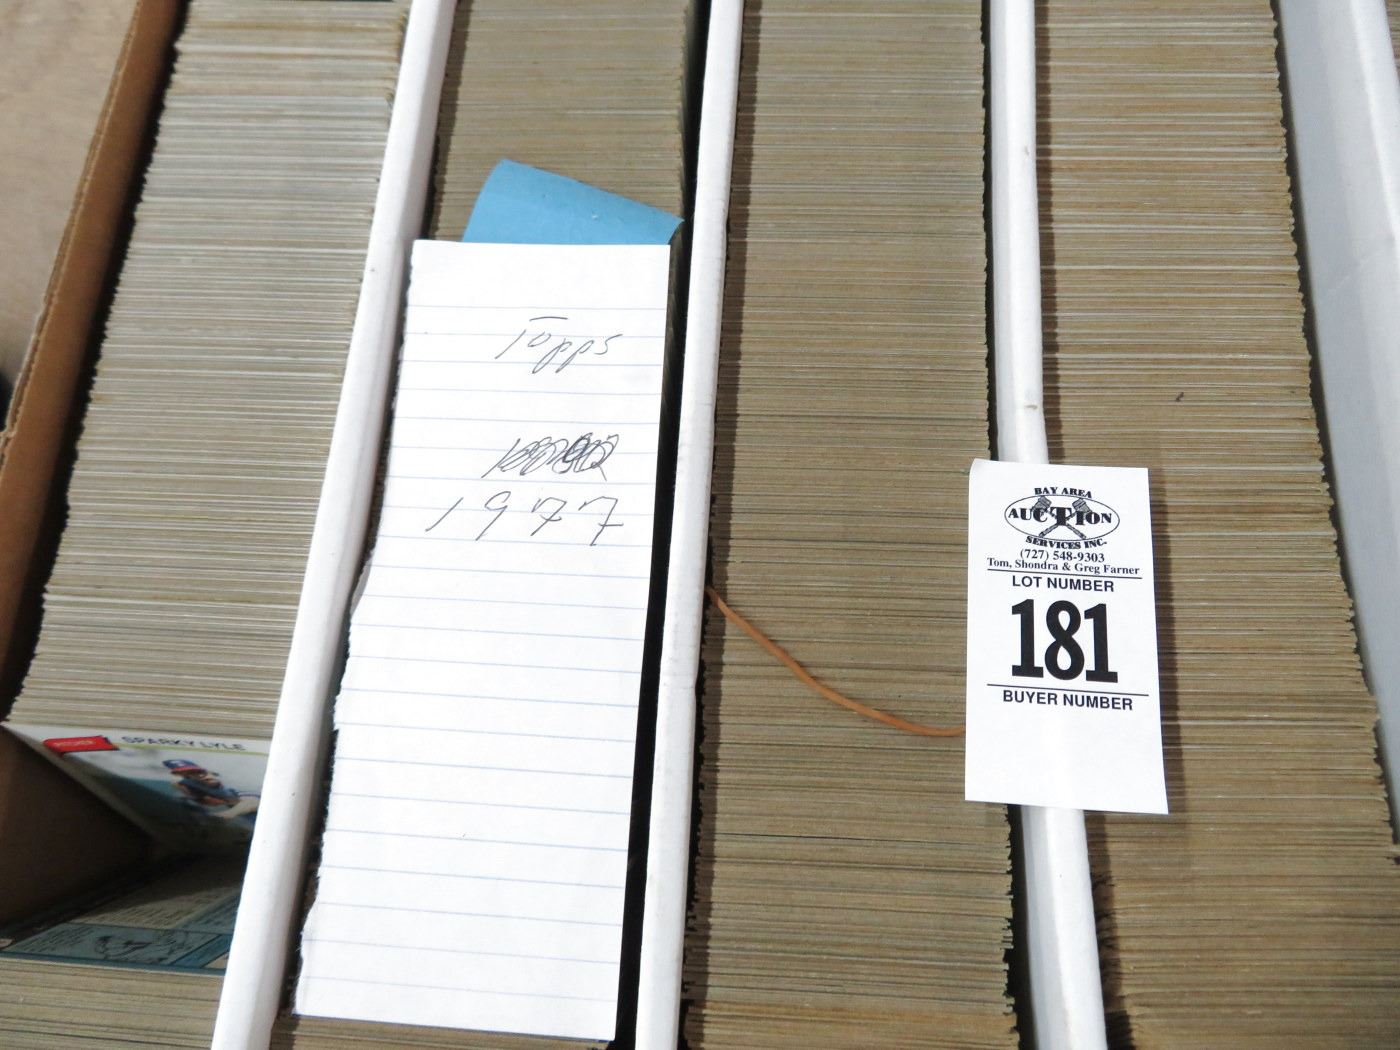 Topps
1977
PITCHER
SPARKY LYLE
BAY AREA
AUCTION
SERVICES INC.
(727) 548-9303
Tom, Shondra & Greg Farner
LOT NUMBER
181
BUYER NUMBER